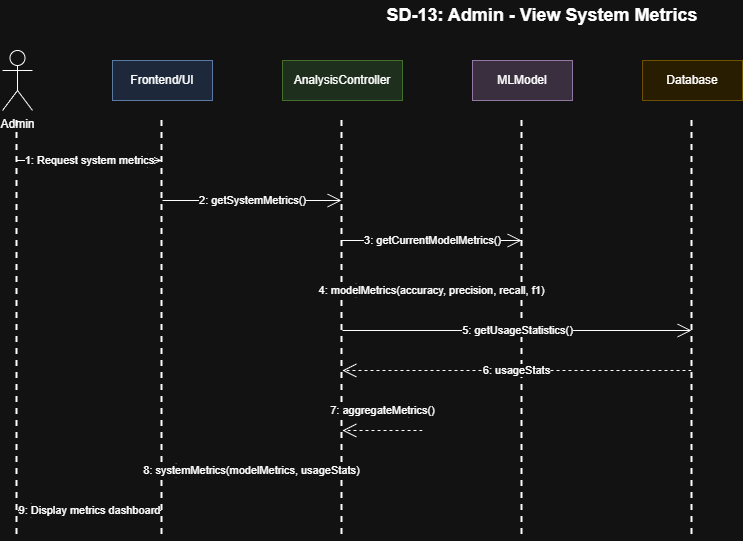 SD-13: Admin - View System Metrics
Frontend/UI
AnalysisController
MLModel
Database
Admin
1: Request system metrics
2: getSystemMetrics()
3: getCurrentModelMetrics()
4: modelMetrics(accuracy, precision, recall, f1)
5: getUsageStatistics()
6: usageStats
7: aggregateMetrics()
8: systemMetrics(modelMetrics, usageStats)
9: Display metrics dashboard